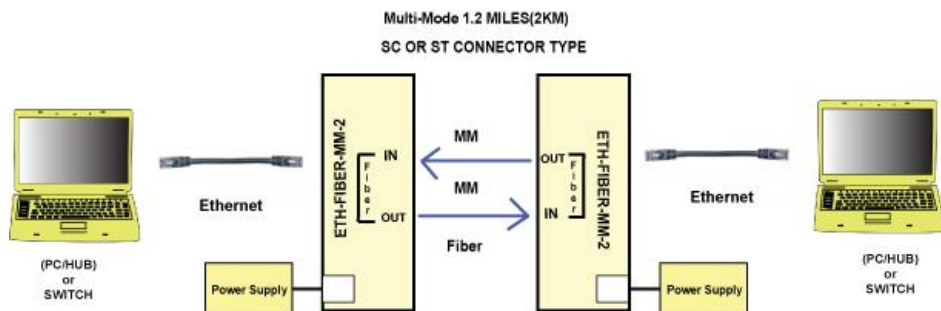 Multi-Mode 1.2 MILES(2KM)
SC OR ST CONNECTOR TYPE
Ethernet
(PC/HUB)
or
SWITCH
ETH-FIBER-MM-2
IN
Fiber
OUT
Power Supply
MM
MM
Fiber
OUT
Fiber
IN
ETH-FIBER-MM-2
Power Supply
Ethernet
(PC/HUB)
or
SWITCH